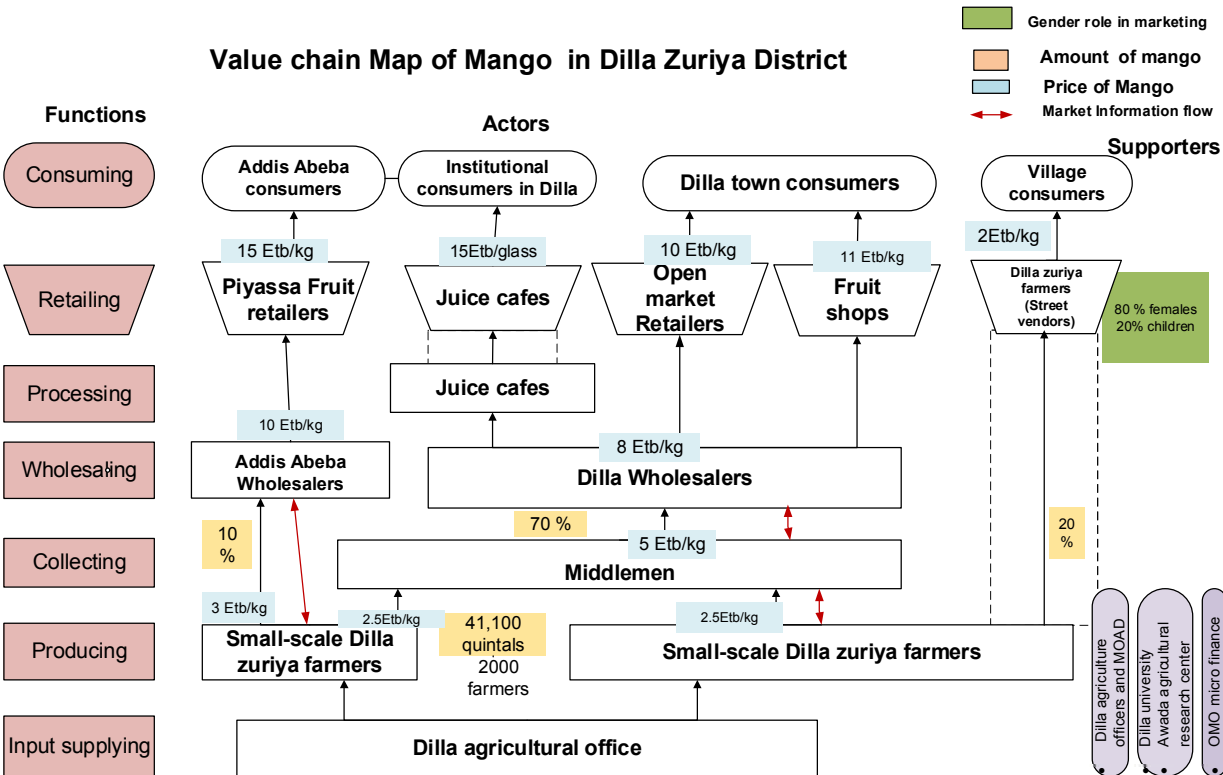 Gender role in marketing
Value chain Map of Mango in Dilla Zuriya District
Amount of mango
Price of Mango
Market Information flow
Functions
Actors
Supporters
Consuming
Addis Abeba
consumers
Institutional
consumers in Dilla
Dilla town consumers
Village
consumers
15 Etb/kg
15Etb/glass
10 Etb/kg
11 Etb/kg
2Etb/kg
Retailing
Piyassa Fruit
retailers
Juice cafes
Open
market
Retailers
Fruit
shops
Dilla zuriya
farmers
(Street
vendors)
80 % females
20% children
Processing
Juice cafes
10 Etb/kg
8 Etb/kg
Wholesaling
Addis Abeba
Wholesalers
Dilla Wholesalers
10
%
70 %
20
%
5 Etb/kg
Collecting
Middlemen
3 Etb/kg
2.5Etb/kg
2.5Etb/kg
Producing
Small-scale Dilla
zuriya farmers
41,100
quintals
2000
farmers
Small-scale Dilla zuriya farmers
Input supplying
Dilla agricultural office
• Dilla agriculture
officers and MOAD
• Dilla university
• Awada agricultural
research center
• OMO micro finance